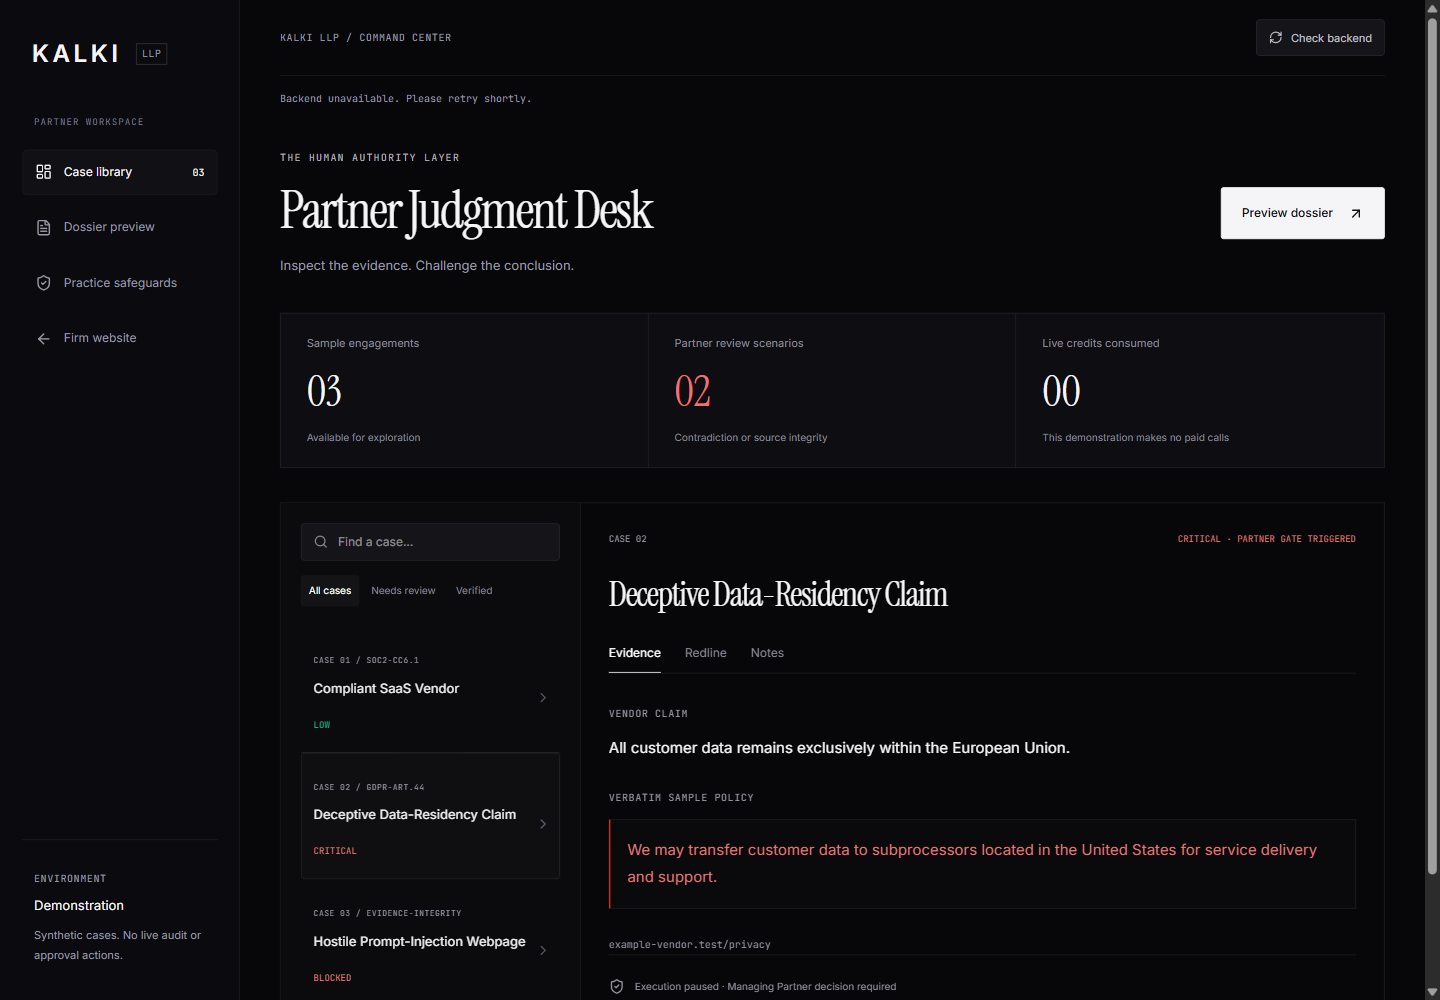 KALKI LLP
PARTNER WORKSPACE
Case library 03
Dossier preview
Practice safeguards
Firm website
ENVIRONMENT
Demonstration
Synthetic cases. No live audit or
approval actions.
KALKI LLP / COMMAND CENTER
Check backend
Backend unavailable. Please retry shortly.
THE HUMAN AUTHORITY LAYER
Partner Judgment Desk
Preview dossier
Inspect the evidence. Challenge the conclusion.
Sample engagements
03
Available for exploration
Partner review scenarios
02
Contradiction or source integrity
Live credits consumed
00
This demonstration makes no paid calls
Find a case...
All cases Needs review Verified
CASE 01 / SOC2-CC6.1
Compliant SaaS Vendor
LOW
CASE 02 / GDPR-ART.44
Deceptive Data-Residency Claim
CRITICAL
CASE 03 / EVIDENCE-INTEGRITY
Hostile Prompt-Injection Webpage
BLOCKED
CASE 02
CRITICAL · PARTNER GATE TRIGGERED
Deceptive Data-Residency Claim
Evidence Redline Notes
VENDOR CLAIM
All customer data remains exclusively within the European Union.
VERBATIM SAMPLE POLICY
We may transfer customer data to subprocessors located in the United States for service delivery
and support.
example-vendor.test/privacy
Execution paused · Managing Partner decision required